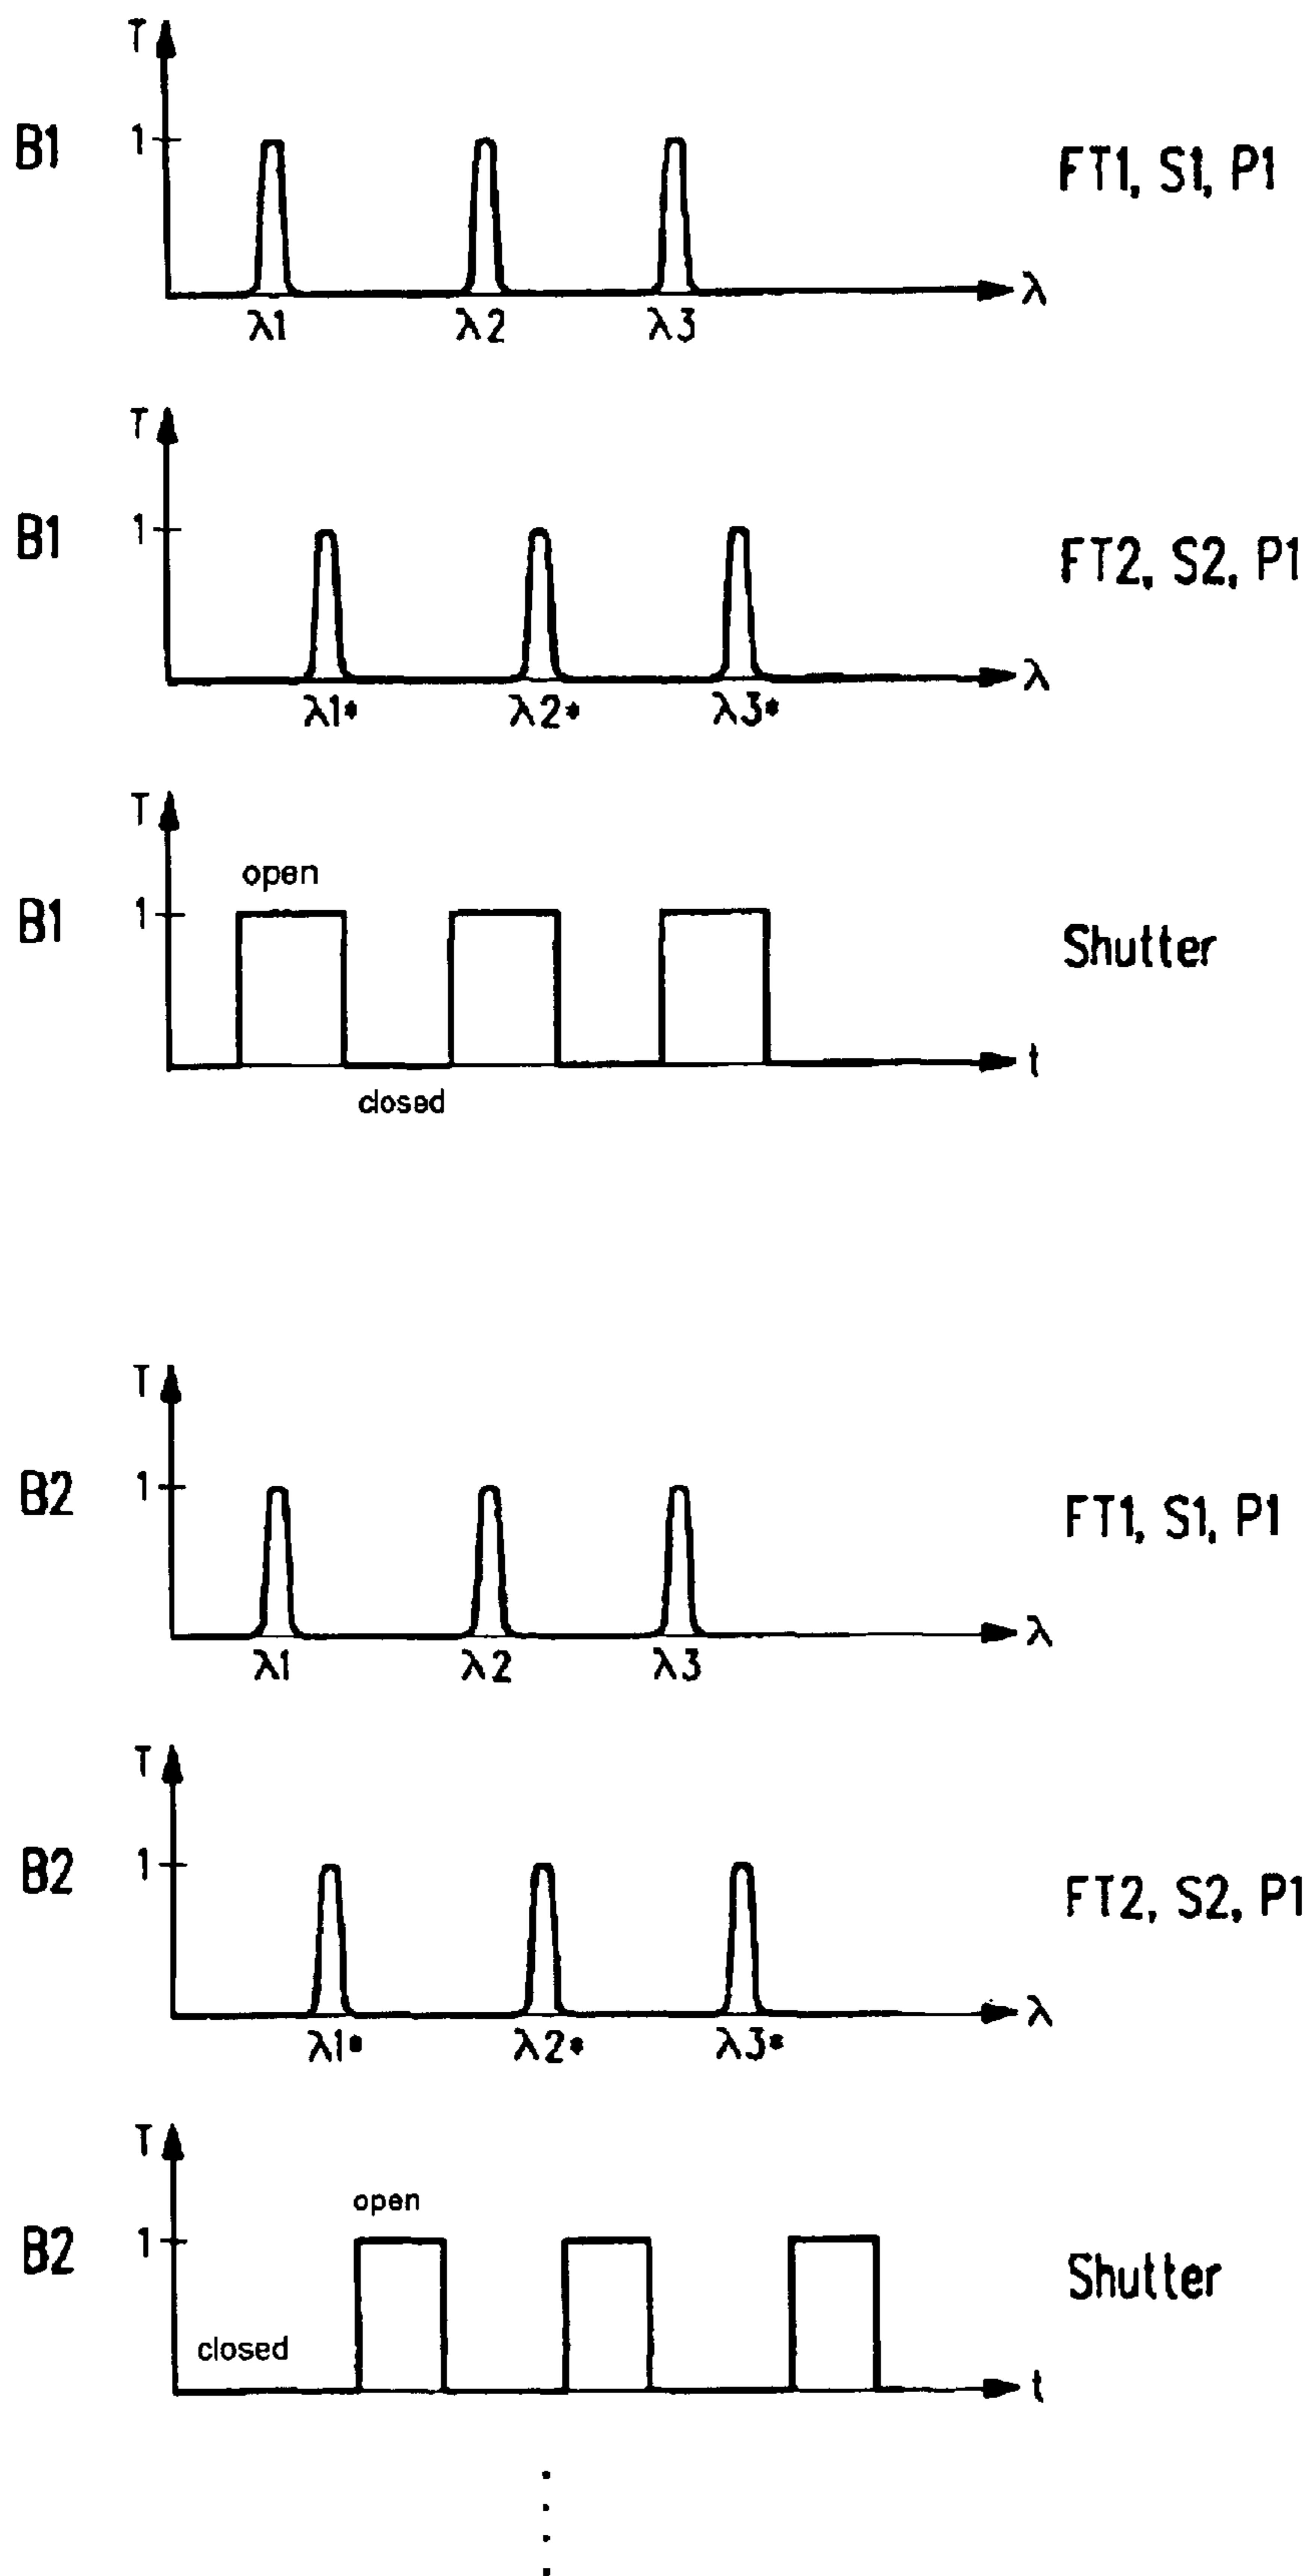 T
B1 1 FT1, S1, P1
λ
λ1 λ2 λ3
T
B1 1 FT2, S2, P1
λ
λ1* λ2* λ3*
T
open
B1 1 Shutter
t
closed
T
B2 1 FT1, S1, P1
λ
λ1 λ2 λ3
T
B2 1 FT2, S2, P1
λ
λ1* λ2* λ3*
T
open
B2 1 Shutter
closed
t